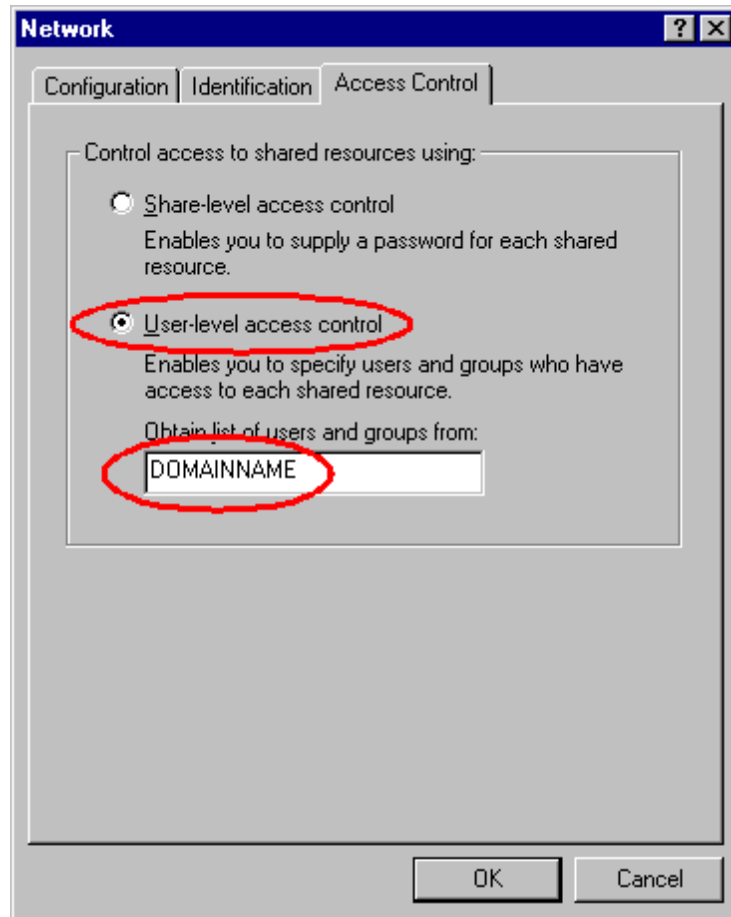 Network
Configuration Identification Access Control
Control access to shared resources using:
Share-level access control
Enables you to supply a password for each shared
resource.
User-level access control
Enables you to specify users and groups who have
access to each shared resource.
Obtain list of users and groups from:
DOMAINNAME
OK Cancel